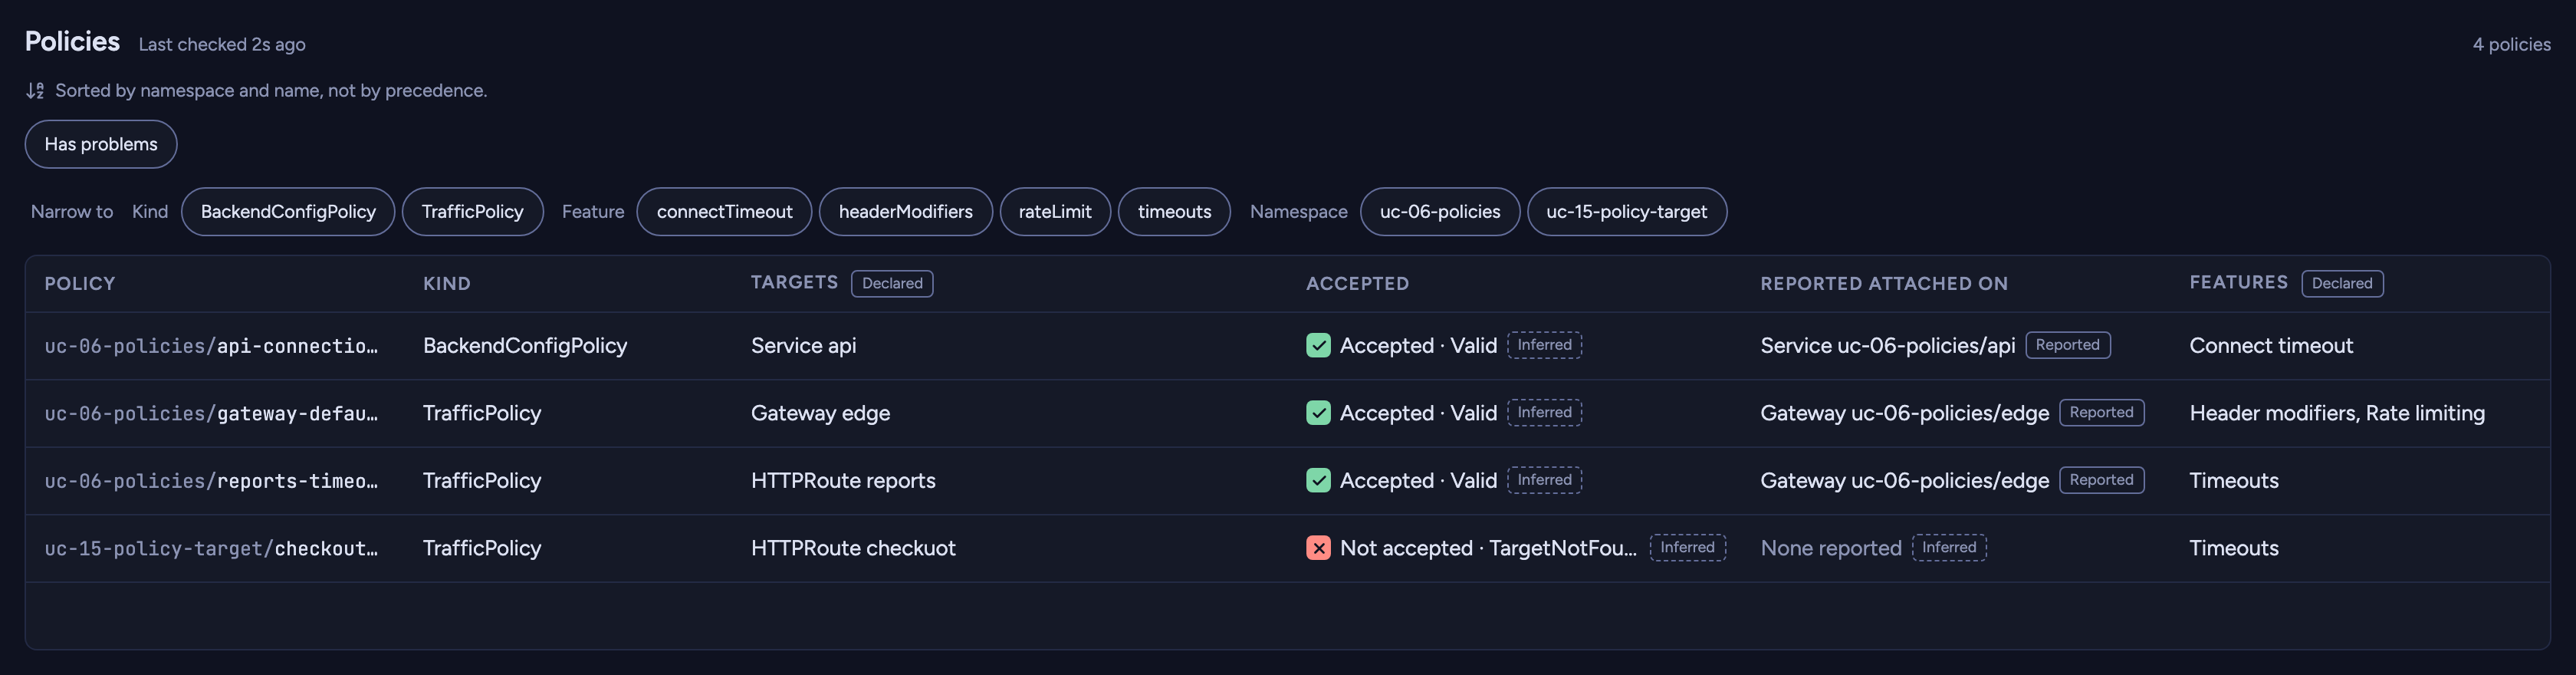 Policies Last checked 2s ago 4 policies
Sorted by namespace and name, not by precedence.
Has problems
Narrow to Kind BackendConfigPolicy TrafficPolicy Feature connectTimeout headerModifiers rateLimit timeouts Namespace uc-06-policies uc-15-policy-target
POLICY KIND TARGETS Declared ACCEPTED REPORTED ATTACHED ON FEATURES Declared
uc-06-policies/api-connectio… BackendConfigPolicy Service api Accepted · Valid Inferred Service uc-06-policies/api Reported Connect timeout
uc-06-policies/gateway-defau… TrafficPolicy Gateway edge Accepted · Valid Inferred Gateway uc-06-policies/edge Reported Header modifiers, Rate limiting
uc-06-policies/reports-timeo… TrafficPolicy HTTPRoute reports Accepted · Valid Inferred Gateway uc-06-policies/edge Reported Timeouts
uc-15-policy-target/checkout… TrafficPolicy HTTPRoute checkuot Not accepted · TargetNotFou… Inferred None reported Inferred Timeouts